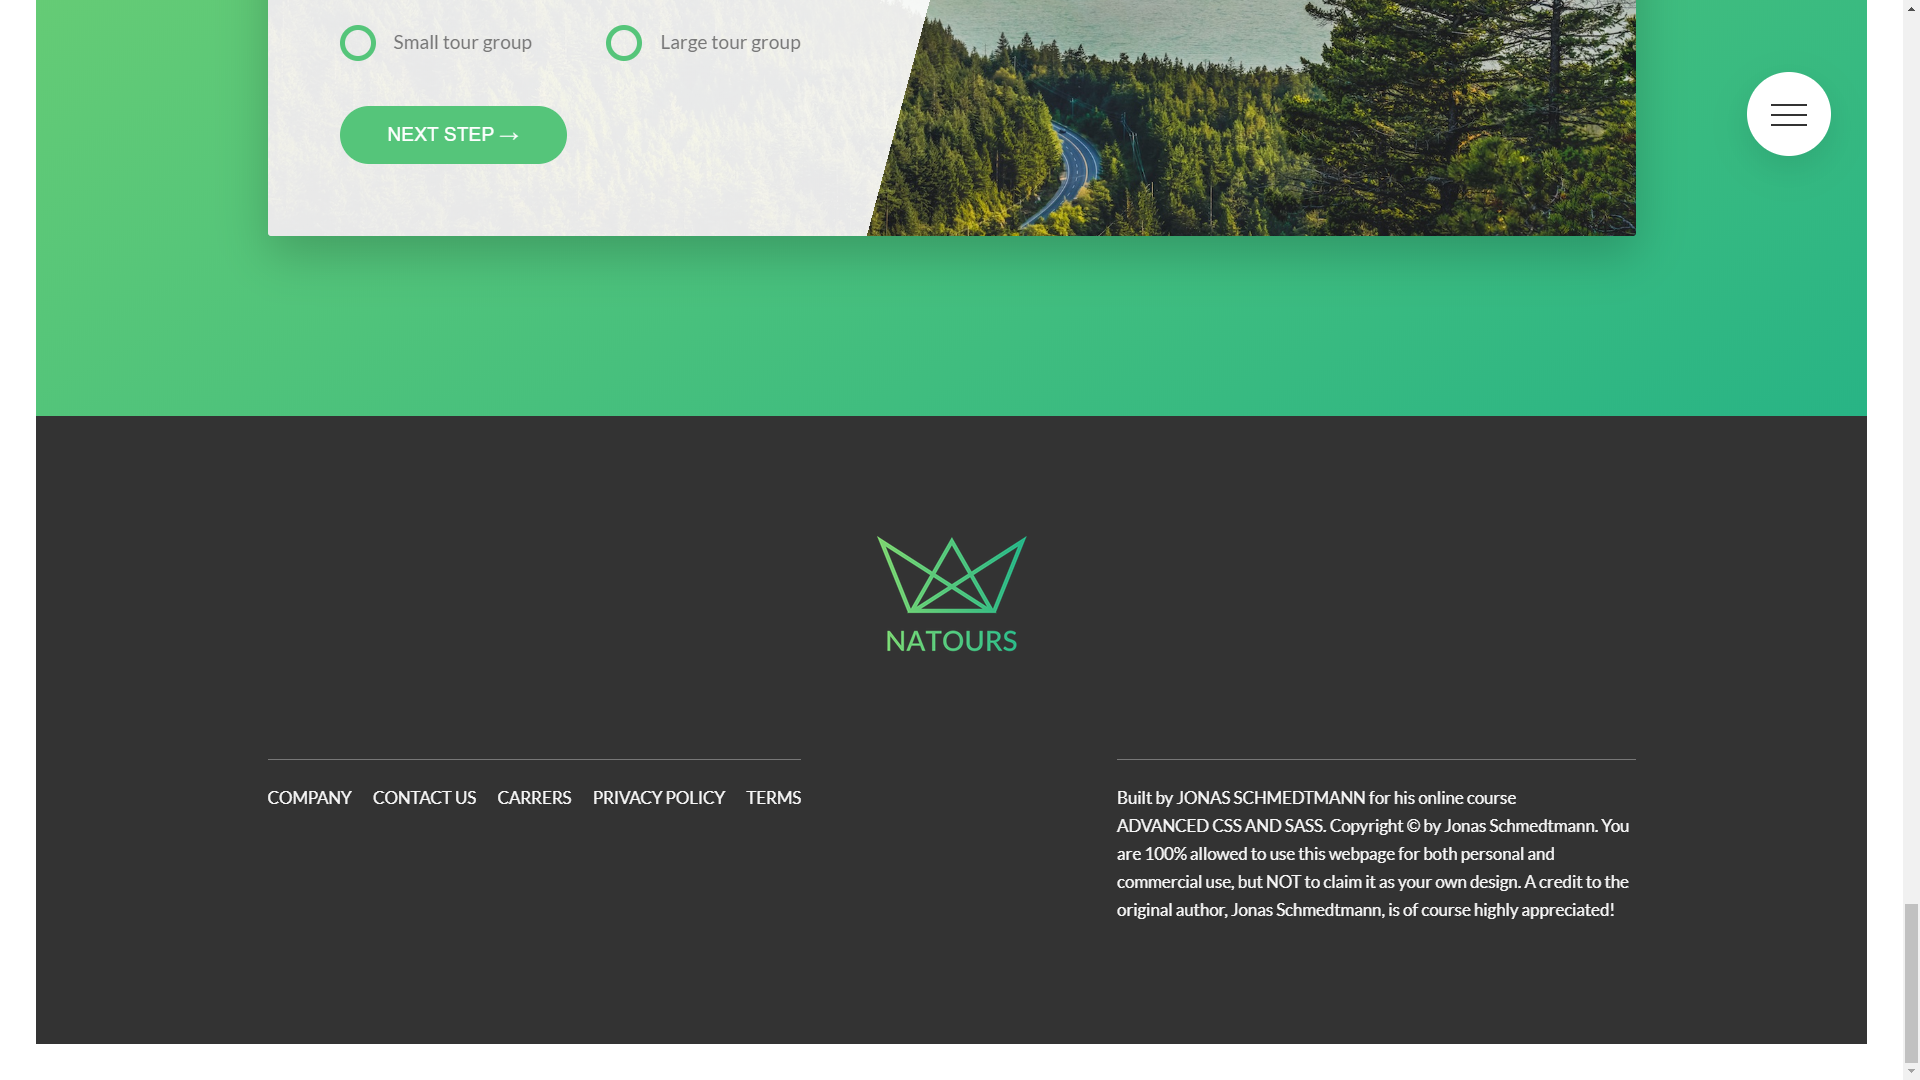 Small tour group
Large tour group
NEXT STEP →
NATOURS
COMPANY CONTACT US CARRERS PRIVACY POLICY TERMS
Built by JONAS SCHMEDTMANN for his online course
ADVANCED CSS AND SASS. Copyright © by Jonas Schmedtmann. You
are 100% allowed to use this webpage for both personal and
commercial use, but NOT to claim it as your own design. A credit to the
original author, Jonas Schmedtmann, is of course highly appreciated!